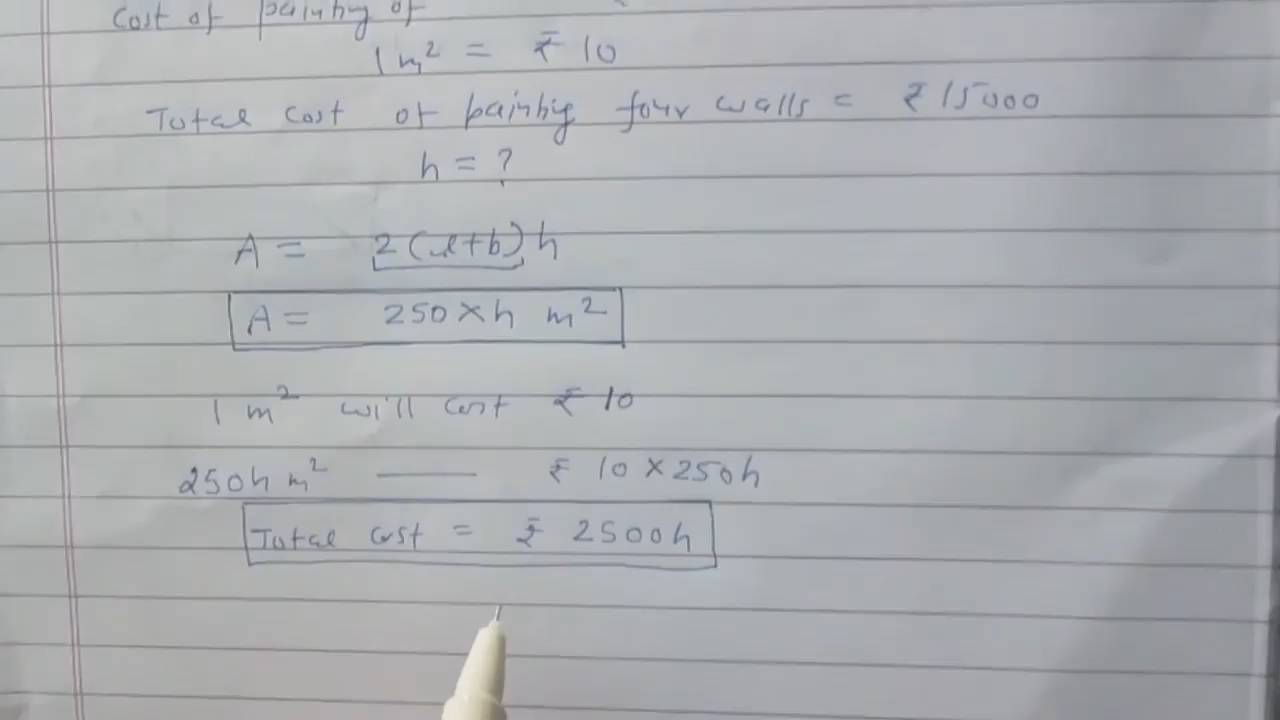 Cost of painting of
1 m² = ₹ 10
Total cost of painting four walls = ₹ 15000
h = ?
A = 2(l+b)h
A = 250×h m²
1 m² will cost ₹ 10
250h m² —— ₹ 10×250h
Total cost = ₹ 2500h